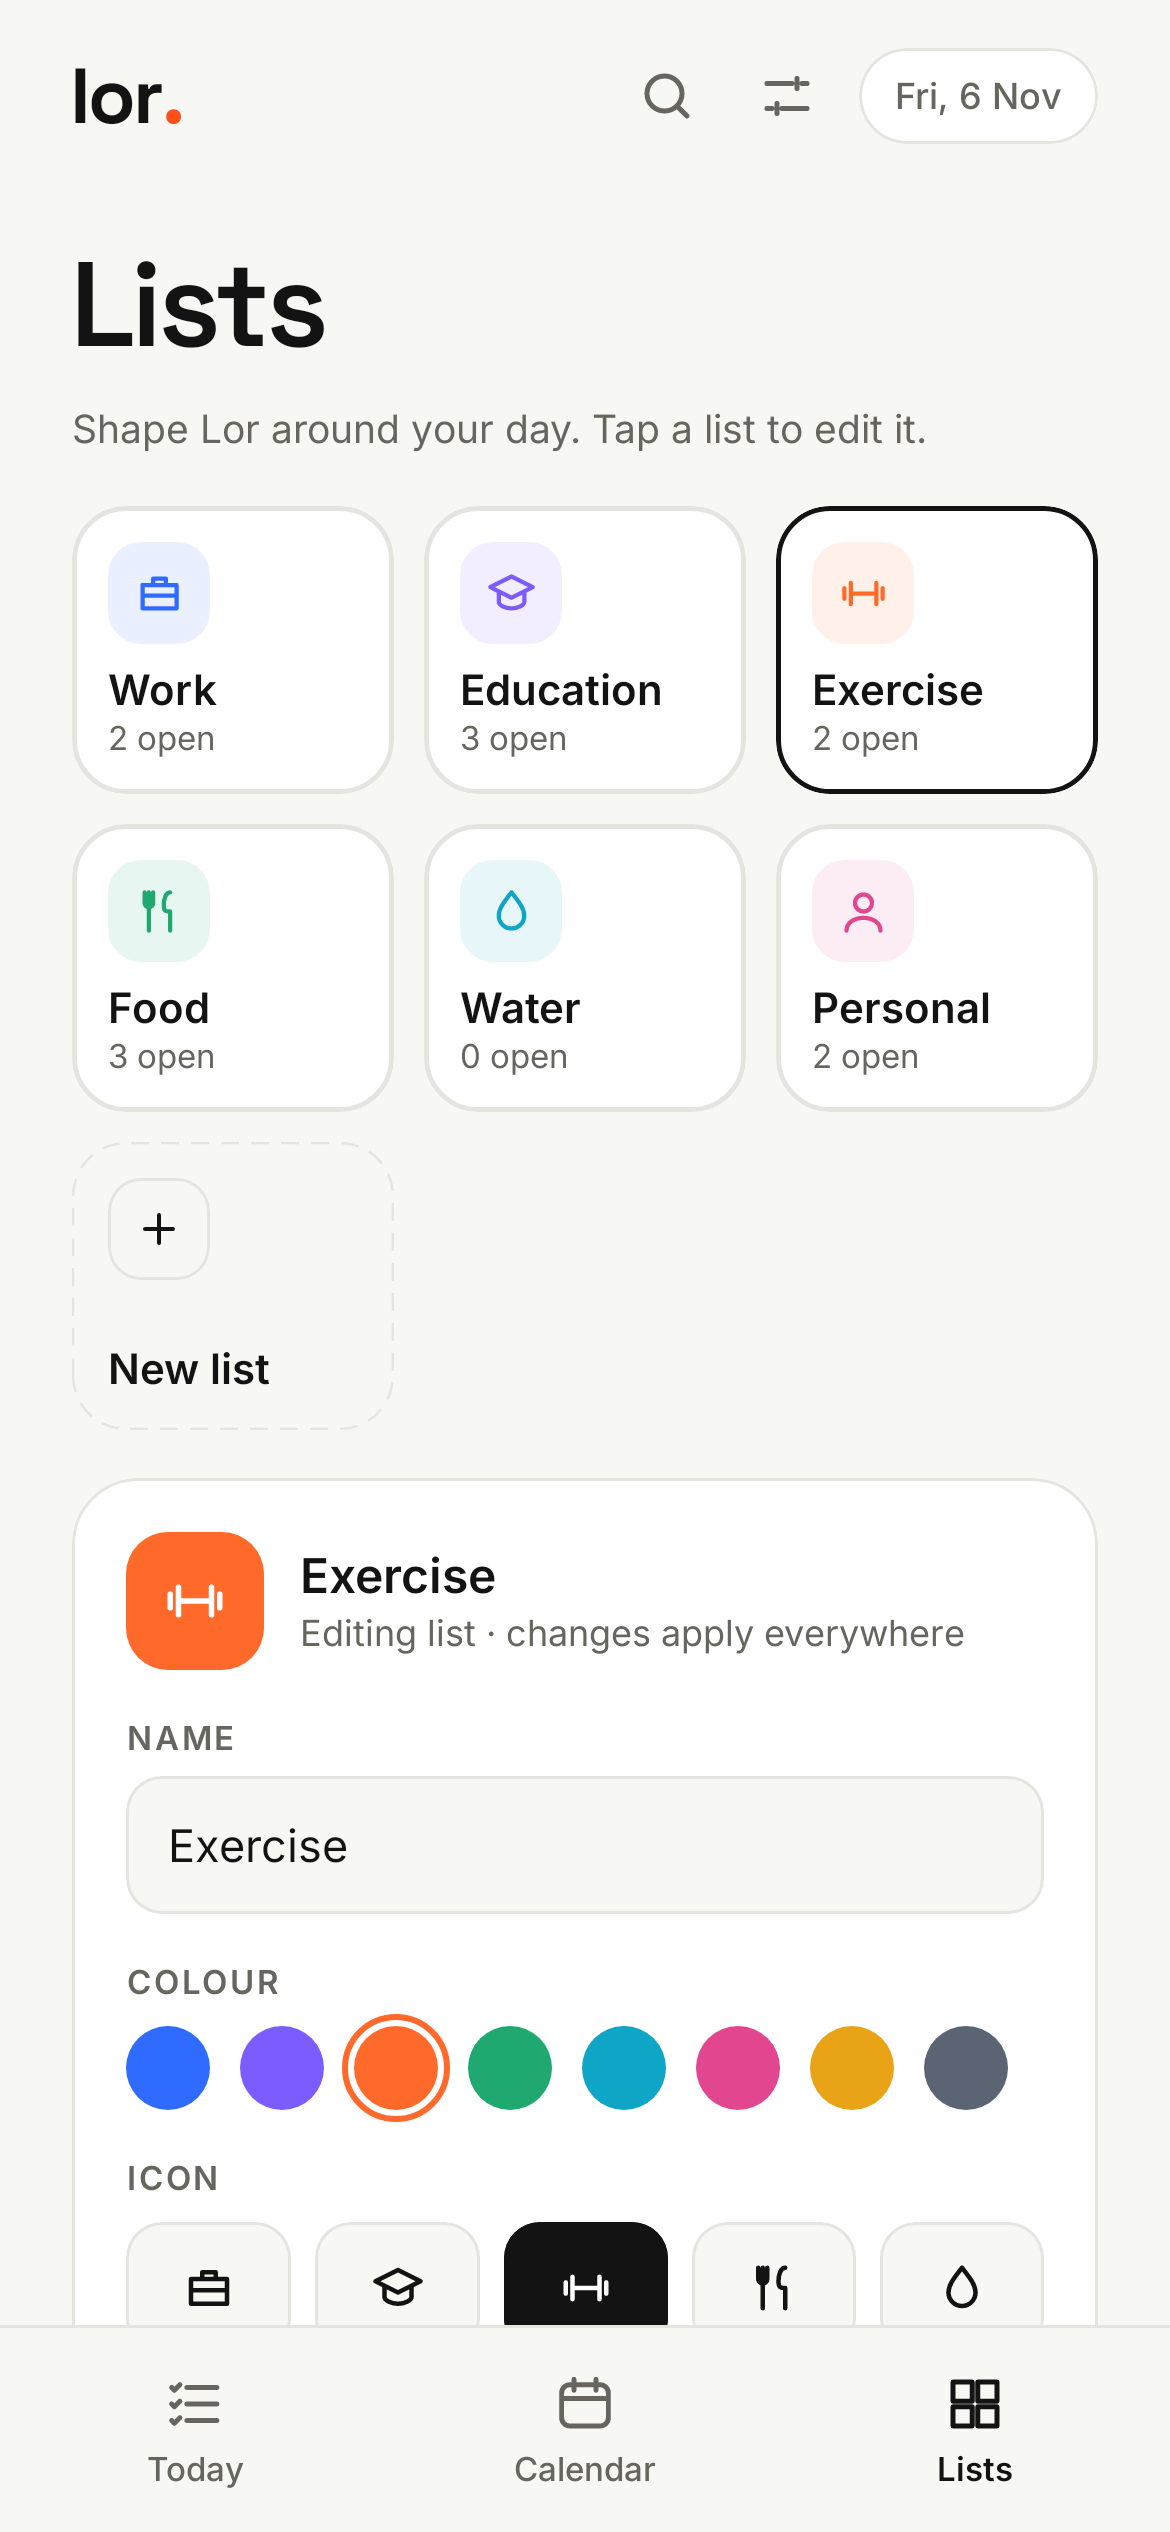 lor.
Fri, 6 Nov
Lists
Shape Lor around your day. Tap a list to edit it.
Work
2 open
Education
3 open
Exercise
2 open
Food
3 open
Water
0 open
Personal
2 open
New list
Exercise
Editing list · changes apply everywhere
NAME
Exercise
COLOUR
ICON
Today
Calendar
Lists